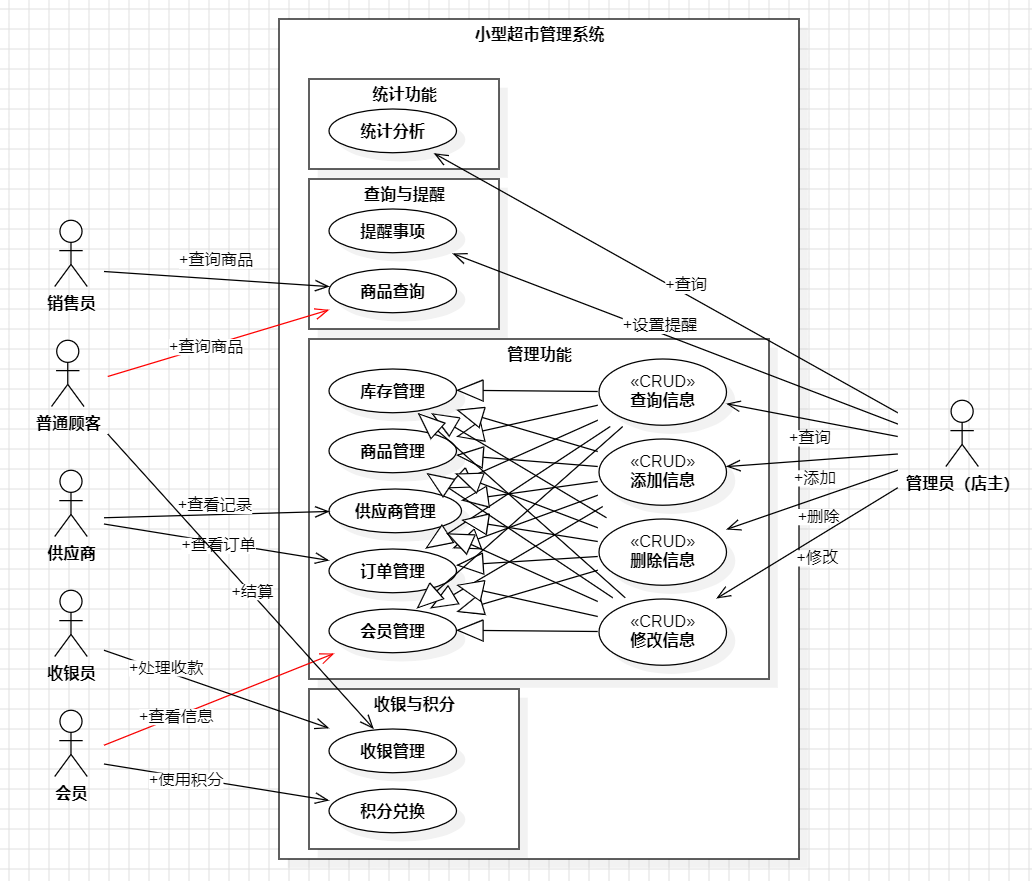 小型超市管理系统
统计功能
统计分析
查询与提醒
提醒事项
商品查询
管理功能
库存管理
商品管理
供应商管理
订单管理
会员管理
«CRUD»
查询信息
«CRUD»
添加信息
«CRUD»
删除信息
«CRUD»
修改信息
收银与积分
收银管理
积分兑换
销售员
普通顾客
供应商
收银员
会员
管理员（店主）
+查询商品
+查询商品
+查看记录
+查看订单
+结算
+处理收款
+查看信息
+使用积分
+查询
+设置提醒
+查询
+添加
+删除
+修改